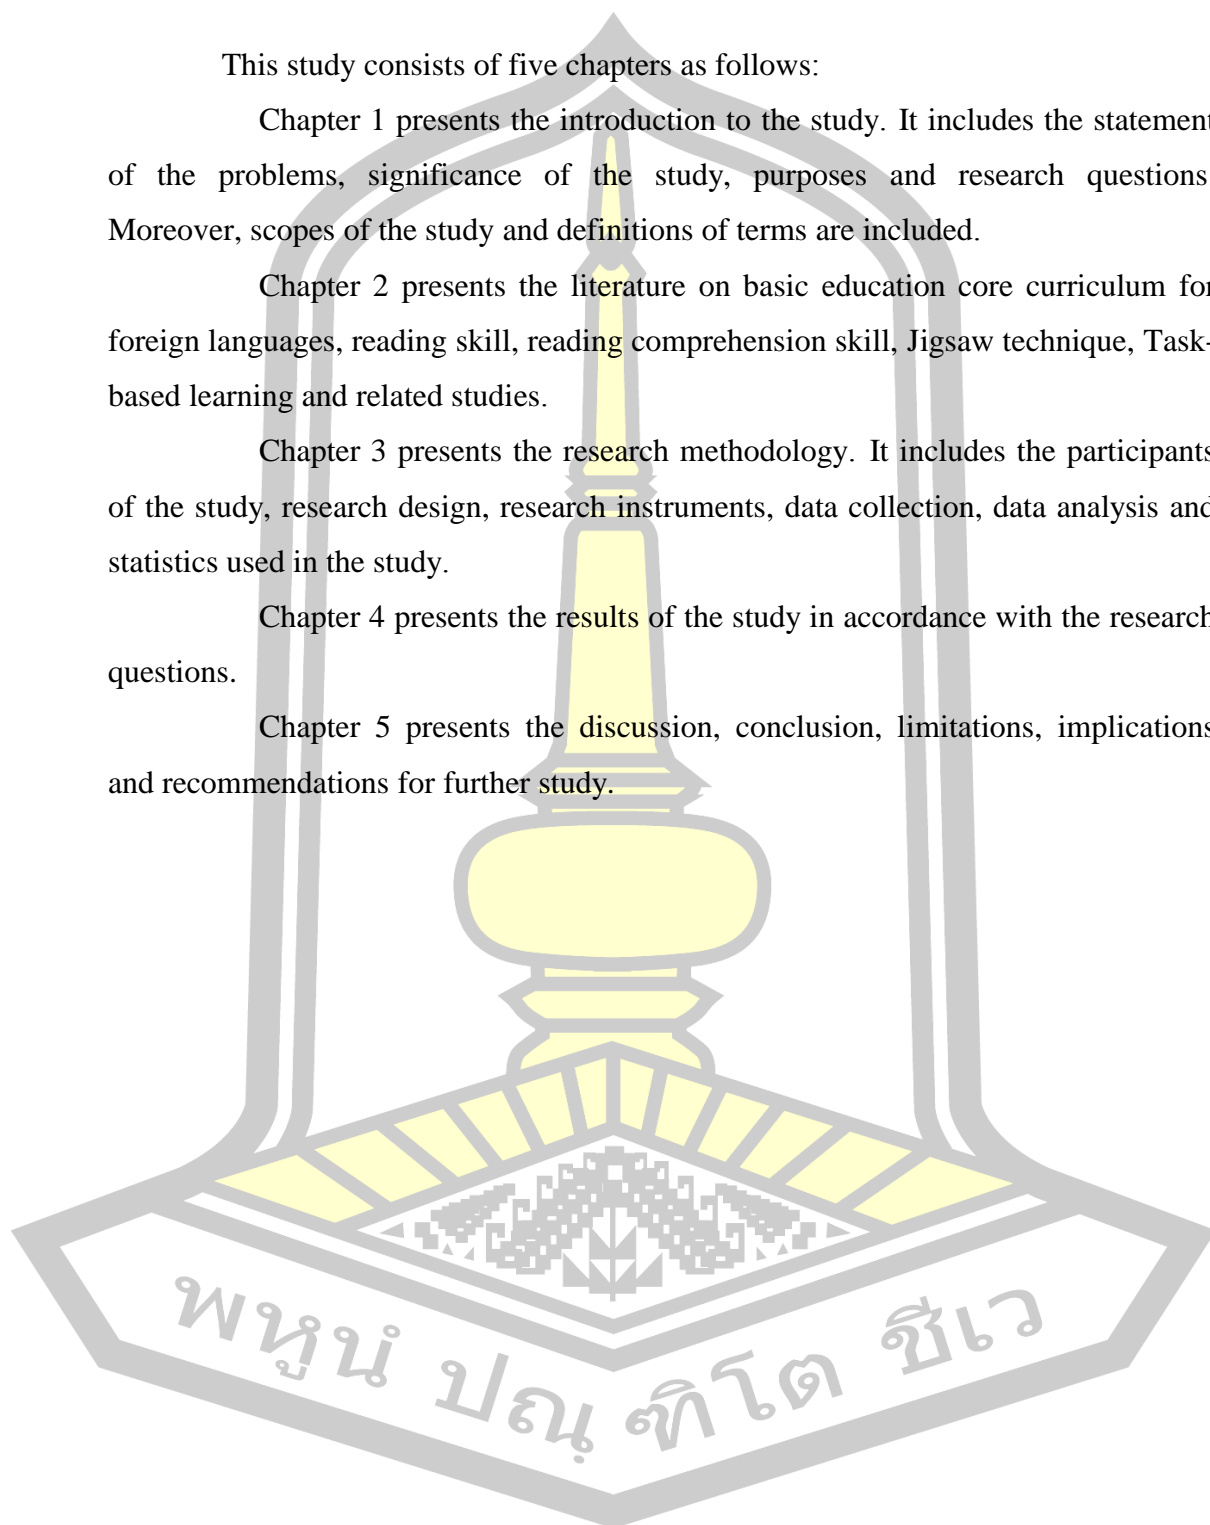 This study consists of five chapters as follows:
Chapter 1 presents the introduction to the study. It includes the statement
of the problems, significance of the study, purposes and research questions
Moreover, scopes of the study and definitions of terms are included.
Chapter 2 presents the literature on basic education core curriculum for
foreign languages, reading skill, reading comprehension skill, Jigsaw technique, Task-
based learning and related studies.
Chapter 3 presents the research methodology. It includes the participants
of the study, research design, research instruments, data collection, data analysis and
statistics used in the study.
Chapter 4 presents the results of the study in accordance with the research
questions.
Chapter 5 presents the discussion, conclusion, limitations, implications
and recommendations for further study.
พหูนํ ปณฺฑิโต ชีเว